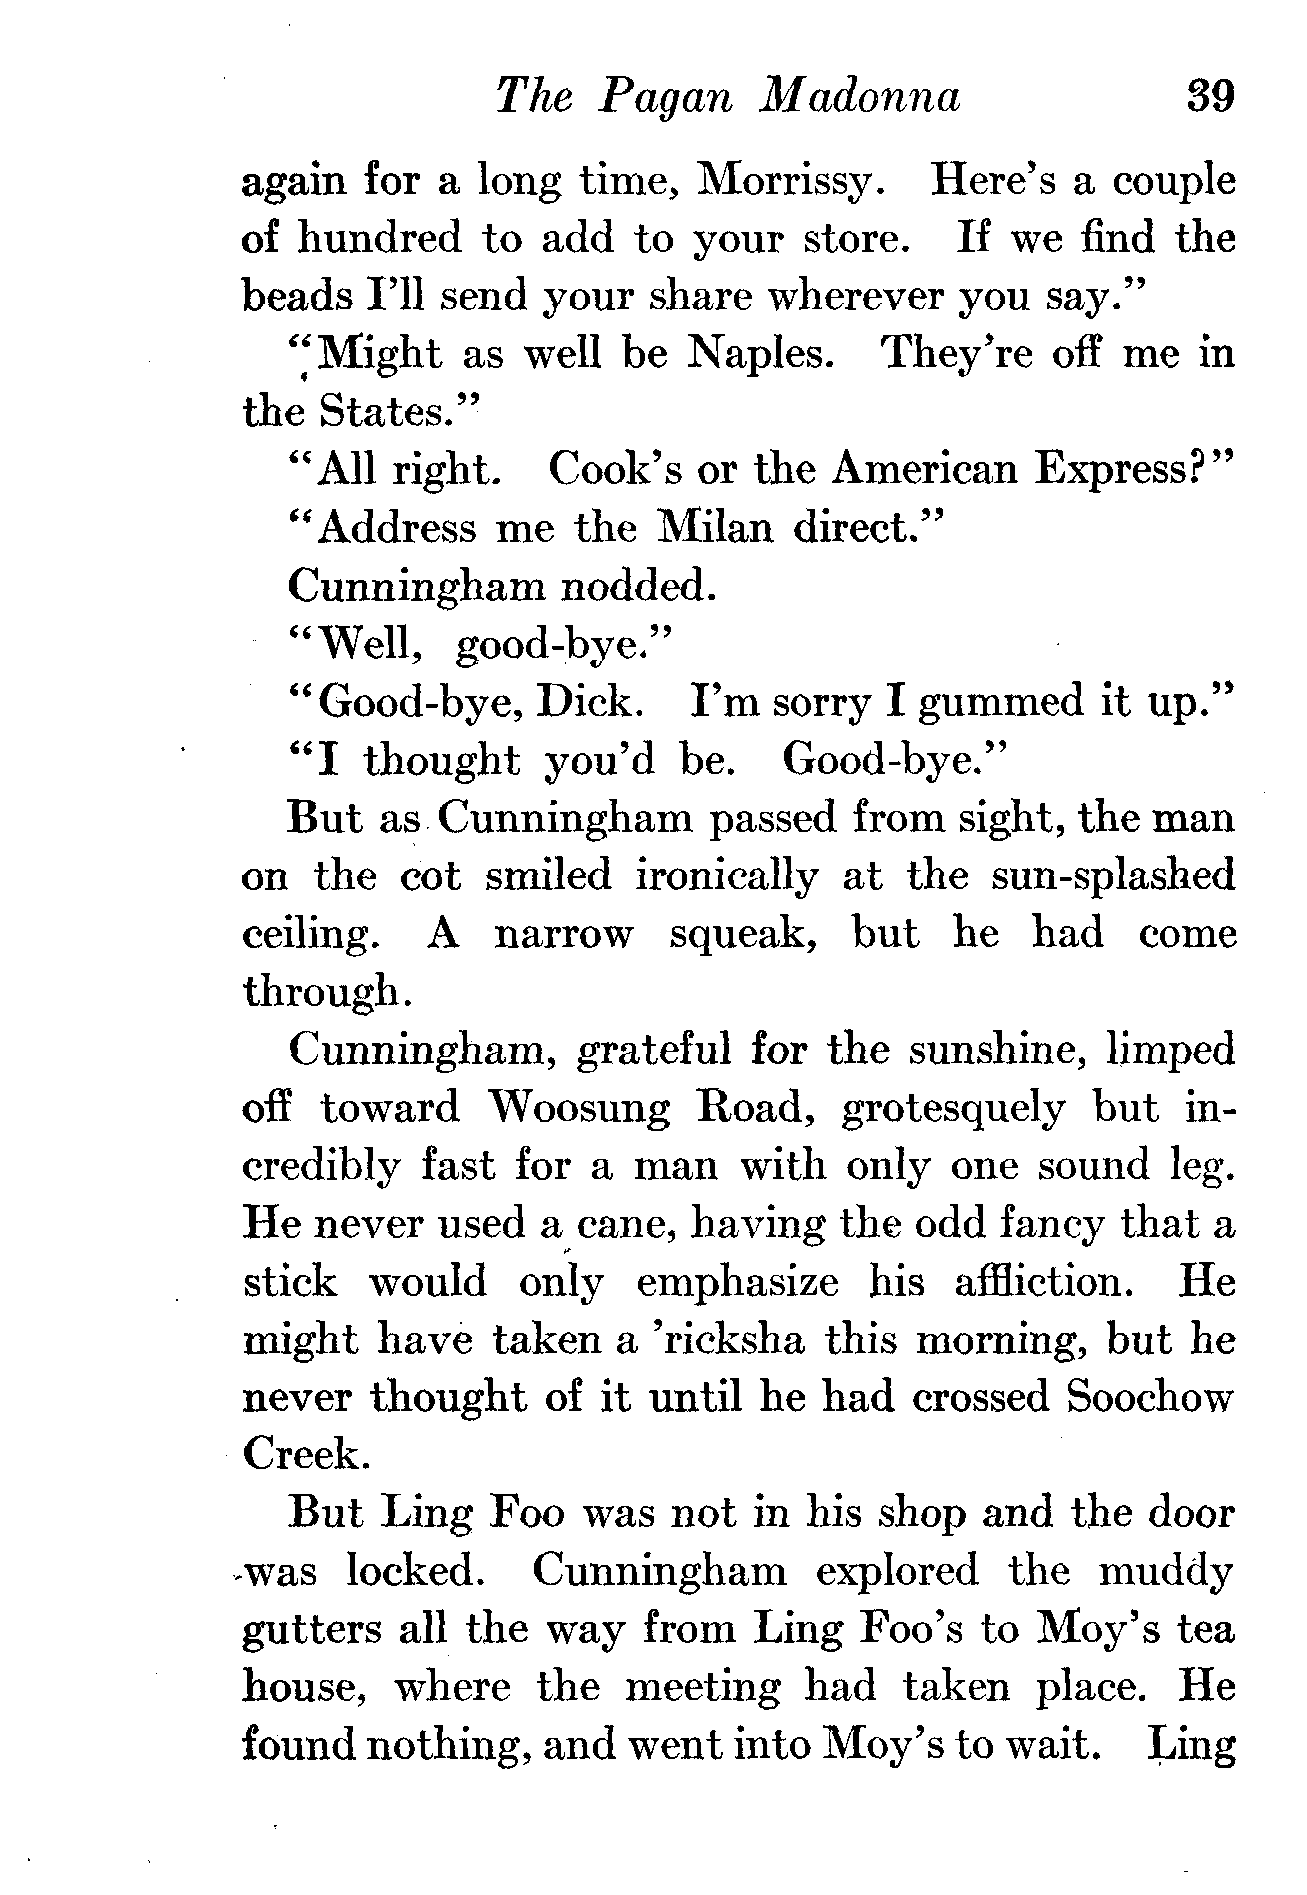 The Pagan Madonna 39
again for a long time, Morrissy. Here's a couple
of hundred to add to your store. If we find the
beads I'll send your share wherever you say."
"Might as well be Naples. They're off me in
the States."
"All right. Cook's or the American Express?"
"Address me the Milan direct."
Cunningham nodded.
"Well, good-bye."
"Good-bye, Dick. I'm sorry I gummed it up."
"I thought you'd be. Good-bye."
But as Cunningham passed from sight, the man
on the cot smiled ironically at the sun-splashed
ceiling. A narrow squeak, but he had come
through.
Cunningham, grateful for the sunshine, limped
off toward Woosung Road, grotesquely but in-
credibly fast for a man with only one sound leg.
He never used a cane, having the odd fancy that a
stick would only emphasize his affliction. He
might have taken a 'ricksha this morning, but he
never thought of it until he had crossed Soochow
Creek.
But Ling Foo was not in his shop and the door
was locked. Cunningham explored the muddy
gutters all the way from Ling Foo's to Moy's tea
house, where the meeting had taken place. He
found nothing, and went into Moy's to wait. Ling